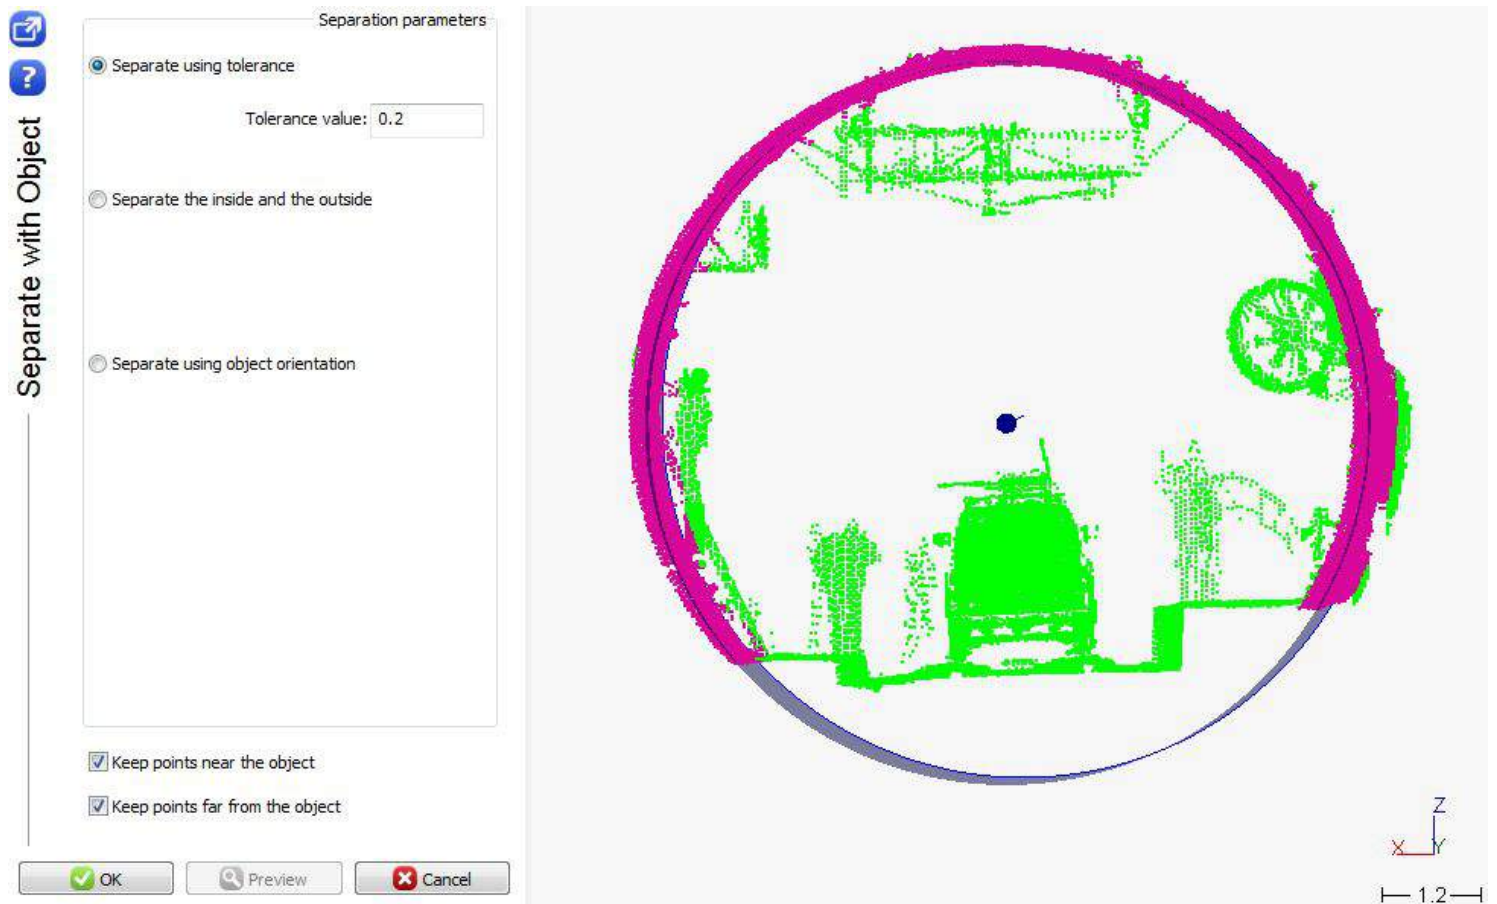 Separate with Object
?
Separation parameters
Separate using tolerance
Tolerance value: 0.2
Separate the inside and the outside
Separate using object orientation
Keep points near the object
Keep points far from the object
OK
Preview
Cancel
Z
X Y
1.2